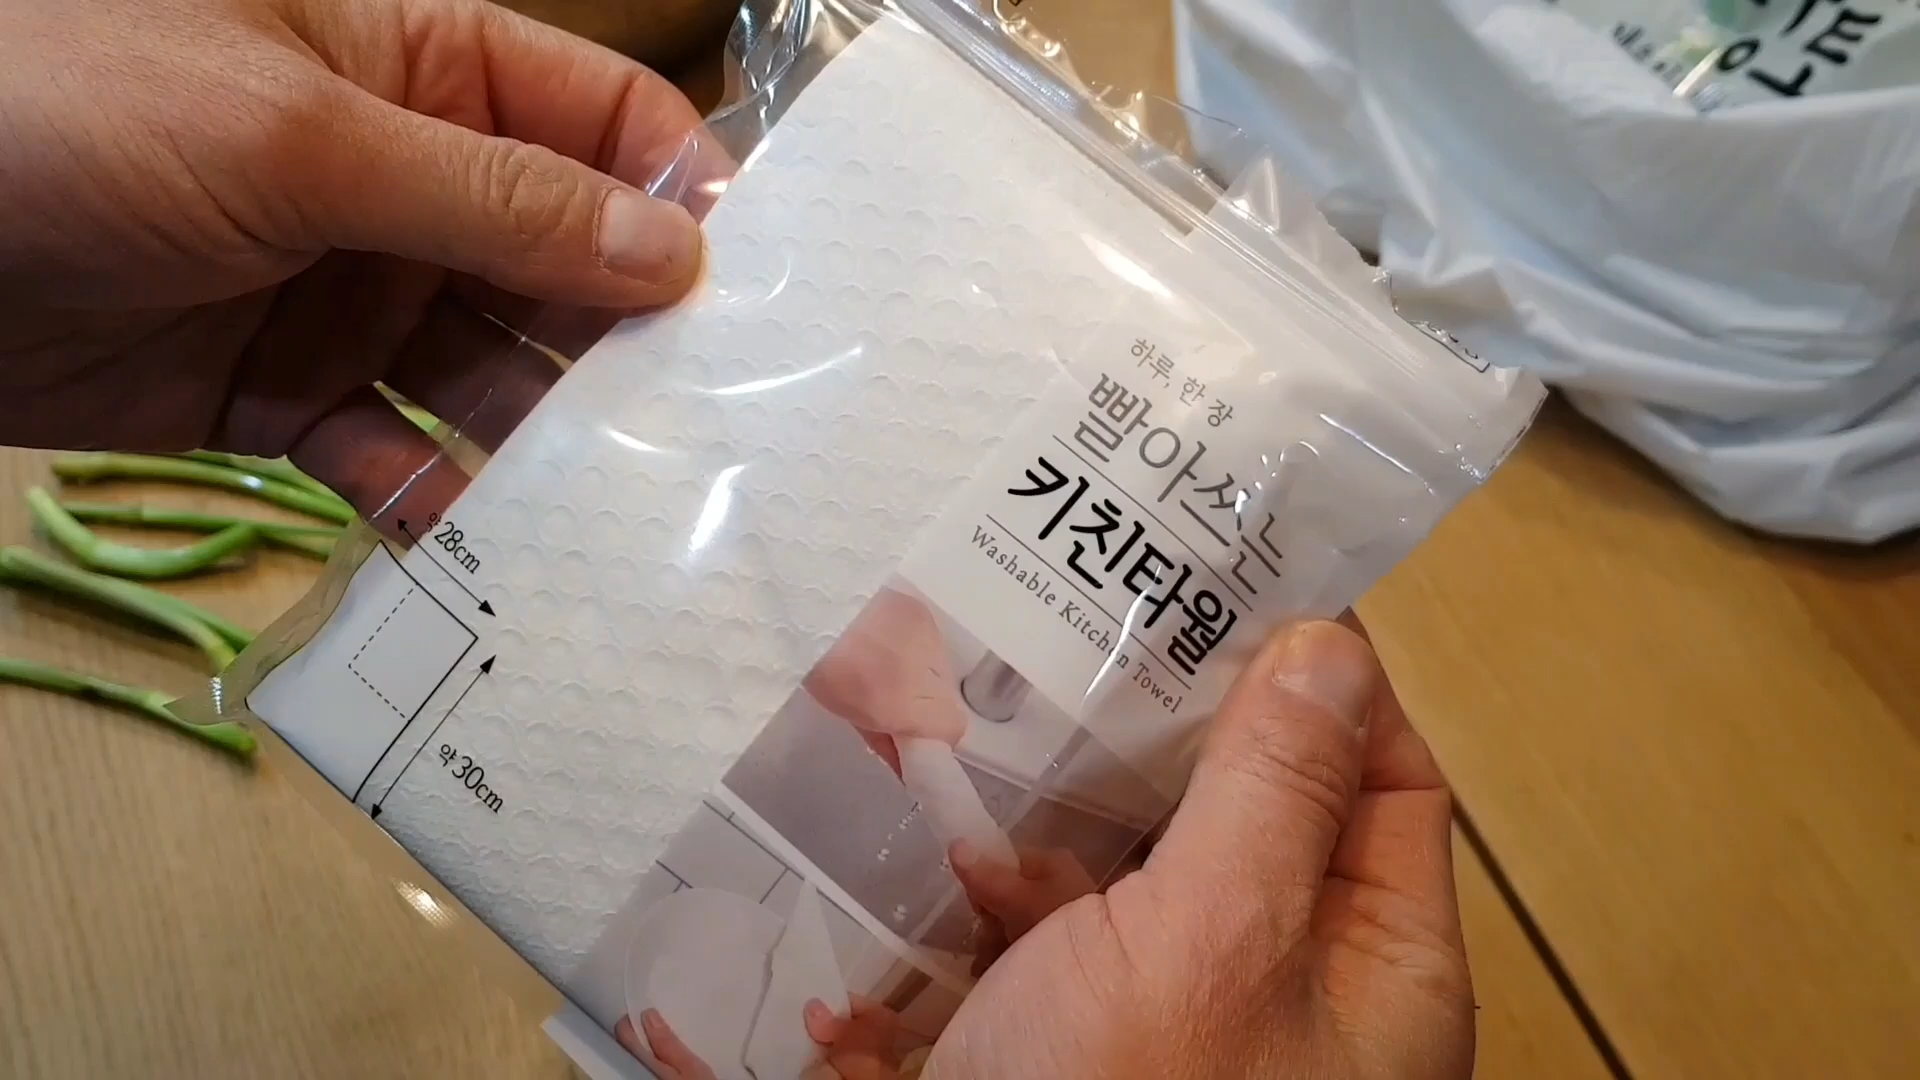 하루, 한 장
빨아쓰는
키친타월
Washable Kitchen Towel
약 28cm
약 30cm